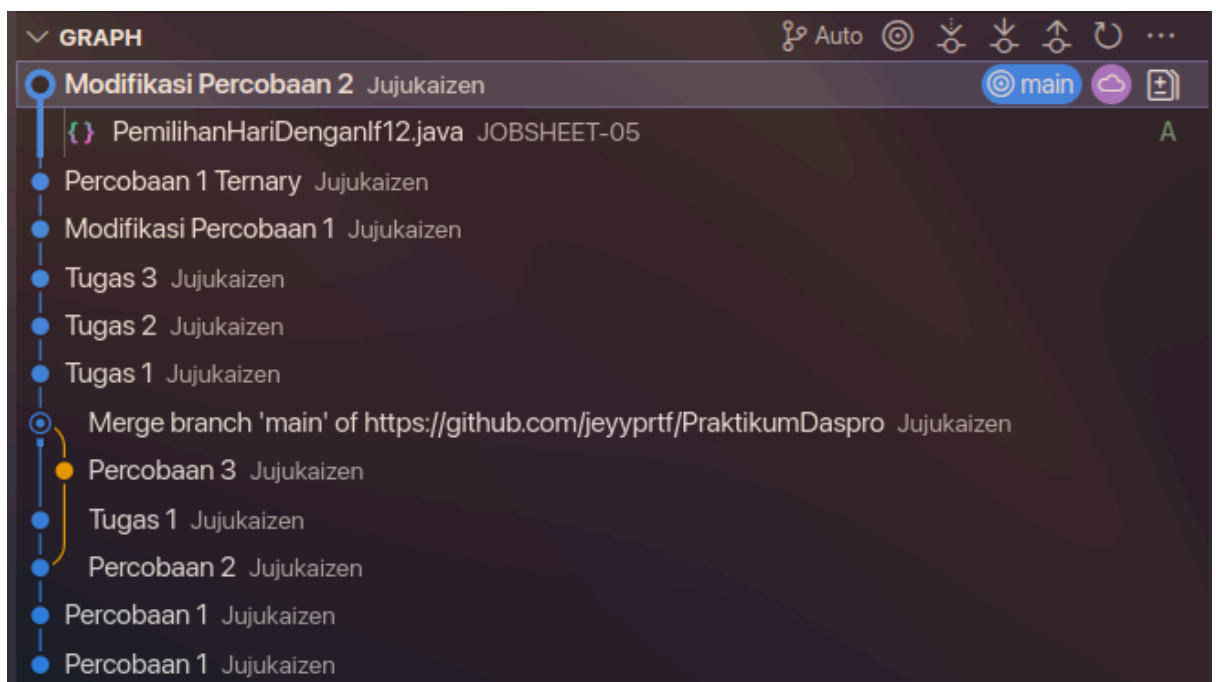 GRAPH Auto
Modifikasi Percobaan 2 Jujukaizen main
{} PemilihanHariDenganIf12.java JOBSHEET-05 A
Percobaan 1 Ternary Jujukaizen
Modifikasi Percobaan 1 Jujukaizen
Tugas 3 Jujukaizen
Tugas 2 Jujukaizen
Tugas 1 Jujukaizen
Merge branch 'main' of https://github.com/jeyyprtf/PraktikumDaspro Jujukaizen
Percobaan 3 Jujukaizen
Tugas 1 Jujukaizen
Percobaan 2 Jujukaizen
Percobaan 1 Jujukaizen
Percobaan 1 Jujukaizen